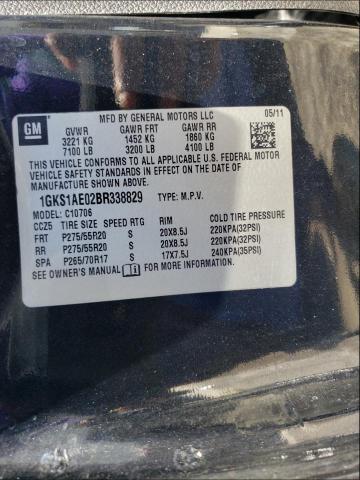 GM
MFD BY GENERAL MOTORS LLC 05/11
GVWR GAWR FRT GAWR RR
3221 KG 1452 KG 1860 KG
7100 LB 3200 LB 4100 LB
THIS VEHICLE CONFORMS TO ALL APPLICABLE U.S. FEDERAL MOTOR
VEHICLE SAFETY STANDARDS IN EFFECT ON THE DATE OF
MANUFACTURE SHOWN ABOVE.
1GKS1AE02BR338829 TYPE: M.P.V.
MODEL: C10706
CCZ5 TIRE SIZE SPEED RTG RIM COLD TIRE PRESSURE
FRT P275/55R20 S 20X8.5J 220KPA(32PSI)
RR P275/55R20 S 20X8.5J 220KPA(32PSI)
SPA P265/70R17 S 17X7.5J 240KPA(35PSI)
SEE OWNER'S MANUAL FOR MORE INFORMATION.